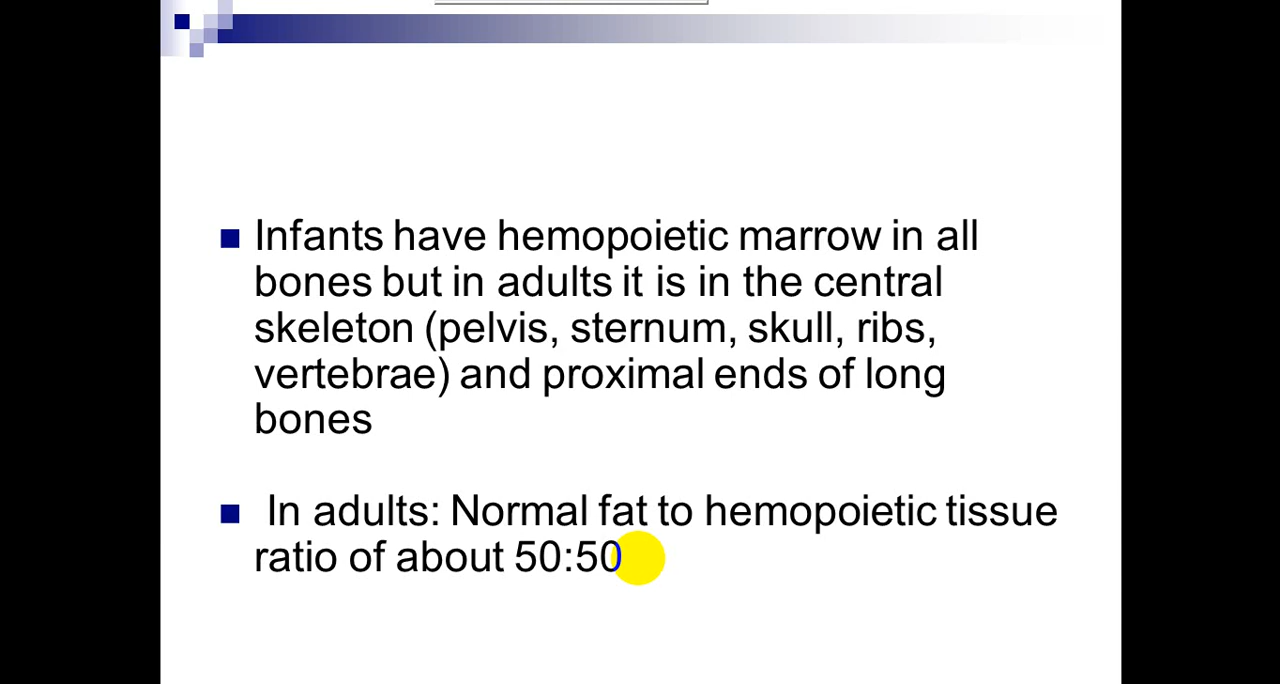 Infants have hemopoietic marrow in all
bones but in adults it is in the central
skeleton (pelvis, sternum, skull, ribs,
vertebrae) and proximal ends of long
bones
In adults: Normal fat to hemopoietic tissue
ratio of about 50:50